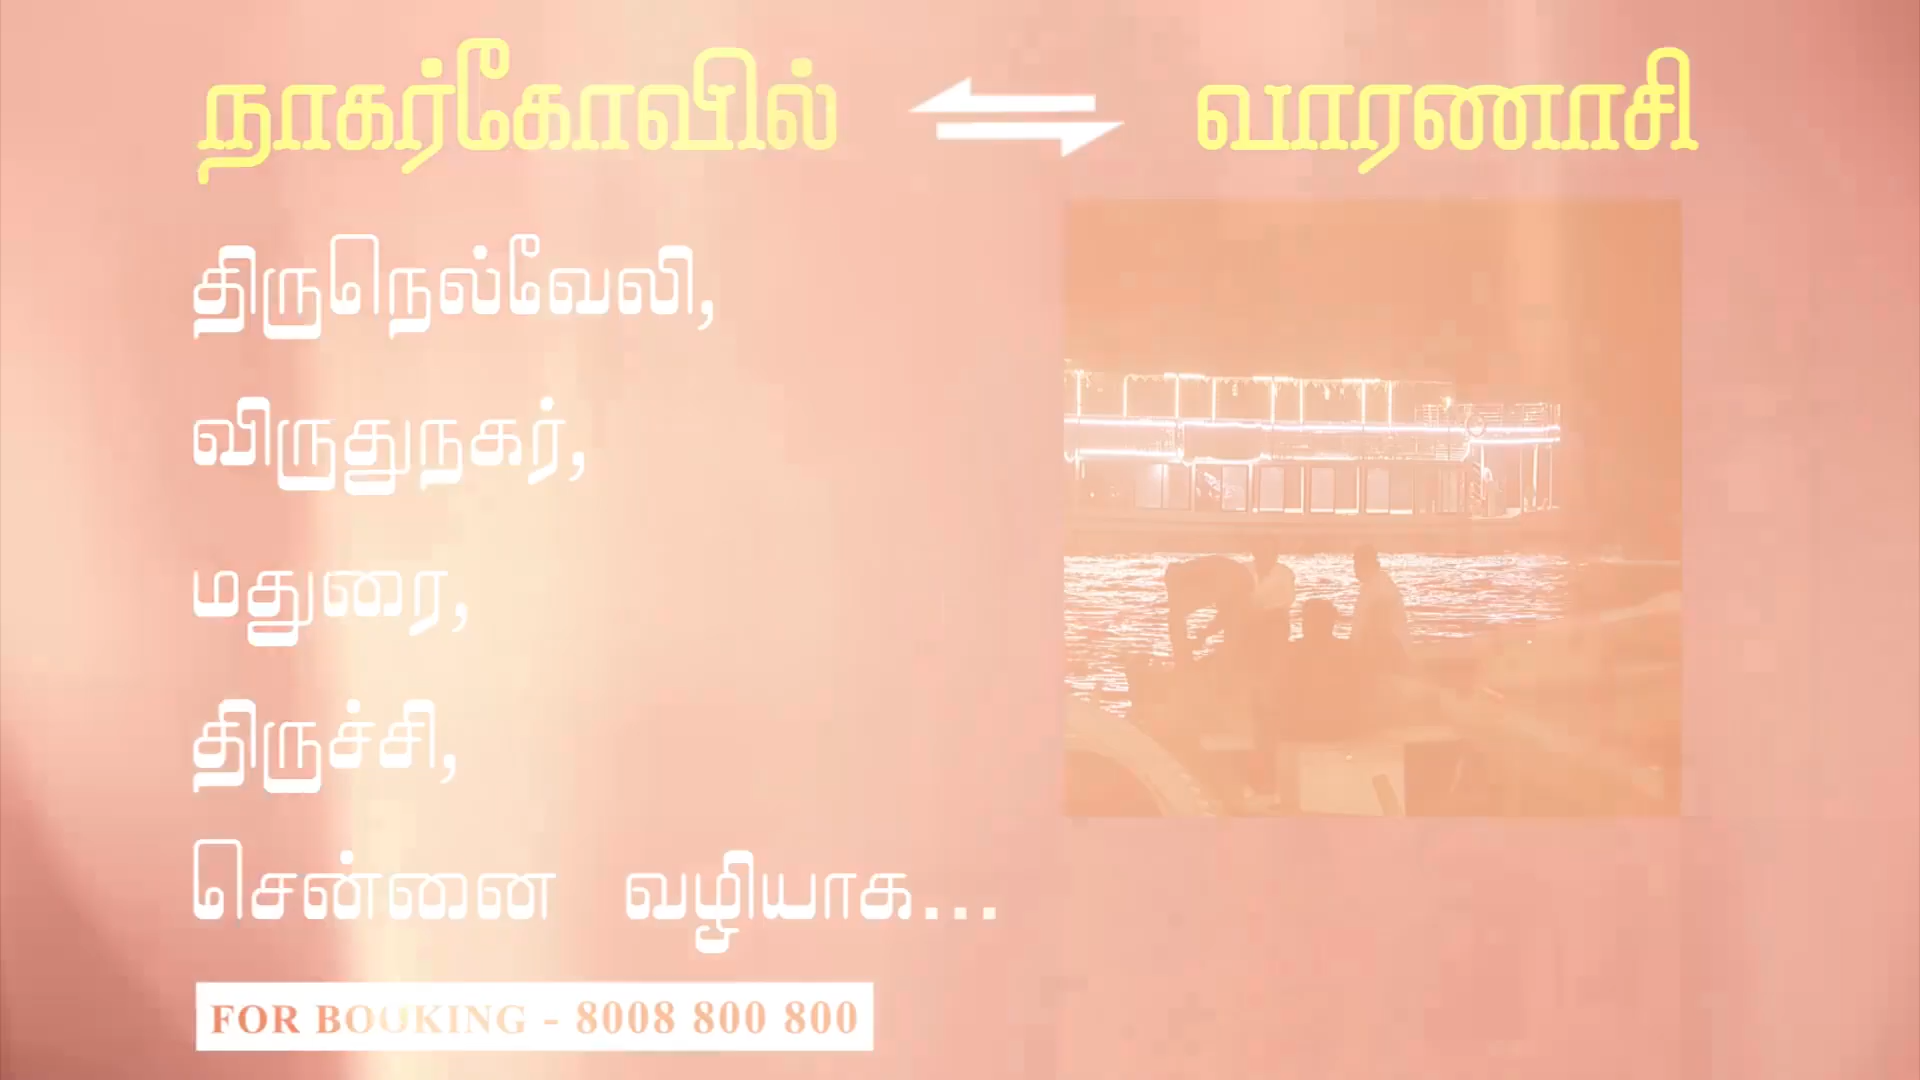 நாகர்கோவில் ⇌ வாரணாசி
திருநெல்வேலி,
விருதுநகர்,
மதுரை,
திருச்சி,
சென்னை வழியாக...
FOR BOOKING - 8008 800 800